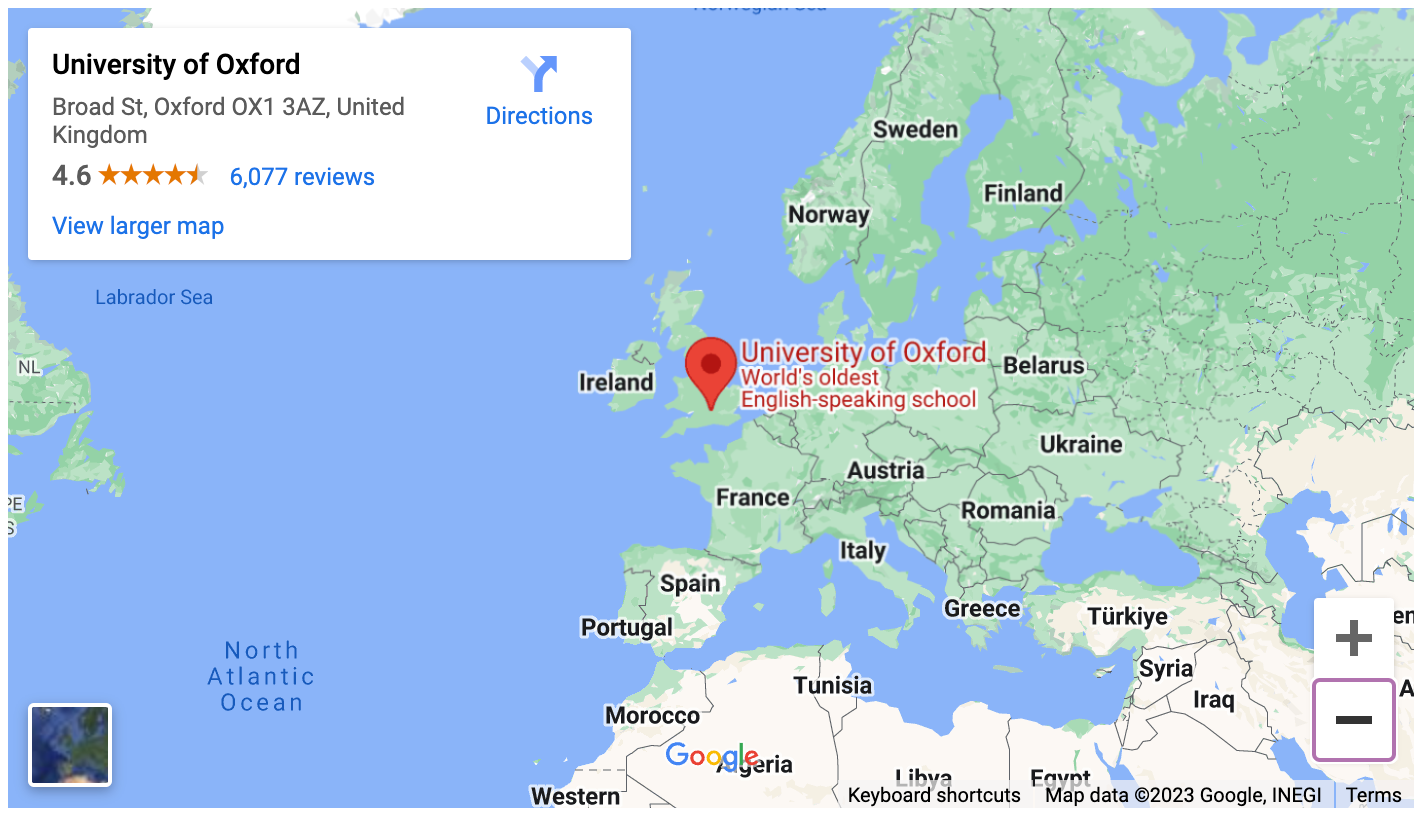 Norwegian Sea
University of Oxford
Broad St, Oxford OX1 3AZ, United
Kingdom
Directions
4.6
6,077 reviews
View larger map
Sweden
Finland
Norway
Labrador Sea
NL
Ireland
University of Oxford
World's oldest
English-speaking school
Belarus
Ukraine
Austria
France
Romania
PE
S
Italy
Spain
Greece
Türkiye
Portugal
North
Atlantic
Ocean
Syria
Iraq
Tunisia
Morocco
Google
Algeria
Libya
Egypt
Western
Keyboard shortcuts
Map data ©2023 Google, INEGI
Terms